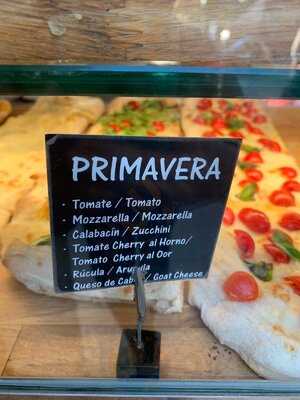 PRIMAVERA
· Tomate / Tomato
· Mozzarella / Mozzarella
· Calabacín / Zucchini
· Tomate Cherry al Horno/
Tomato Cherry al Oor
· Rúcula / Arugula
· Queso de Cabra / Goat Cheese